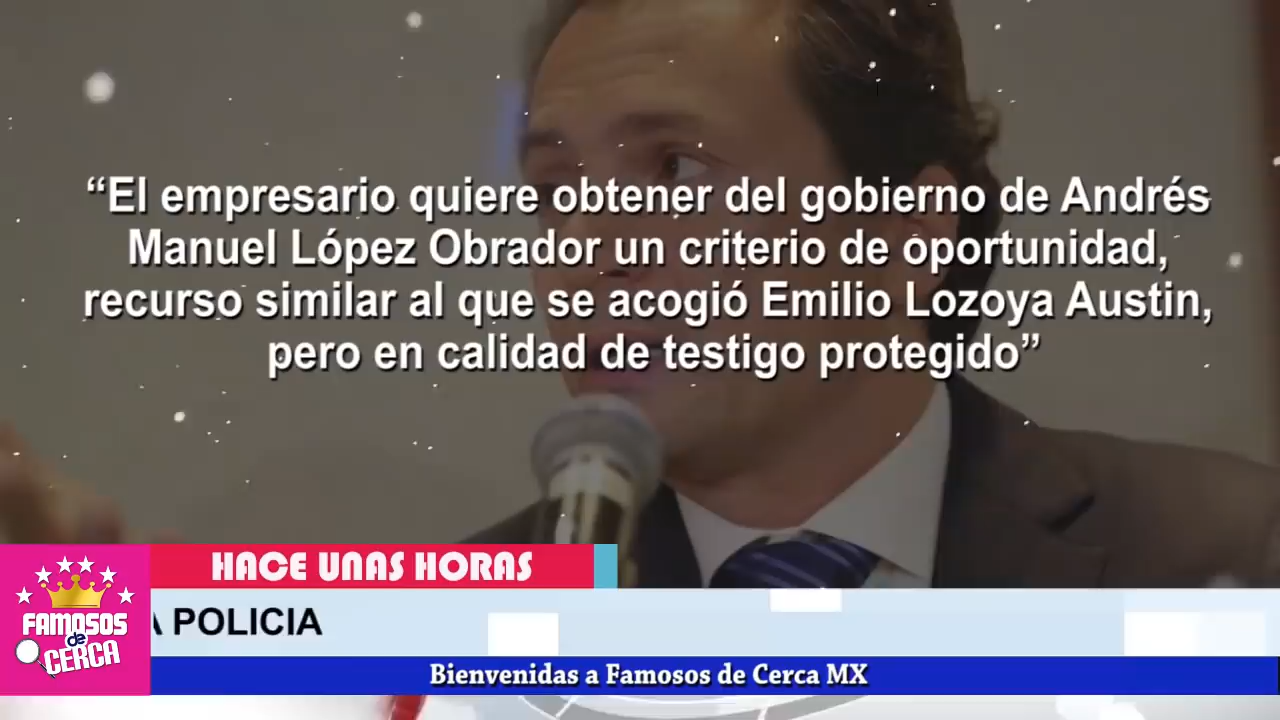 “El empresario quiere obtener del gobierno de Andrés
Manuel López Obrador un criterio de oportunidad,
recurso similar al que se acogió Emilio Lozoya Austin,
pero en calidad de testigo protegido”
HACE UNAS HORAS
FAMOSOS
de
CERCA
A POLICIA
Bienvenidas a Famosos de Cerca MX